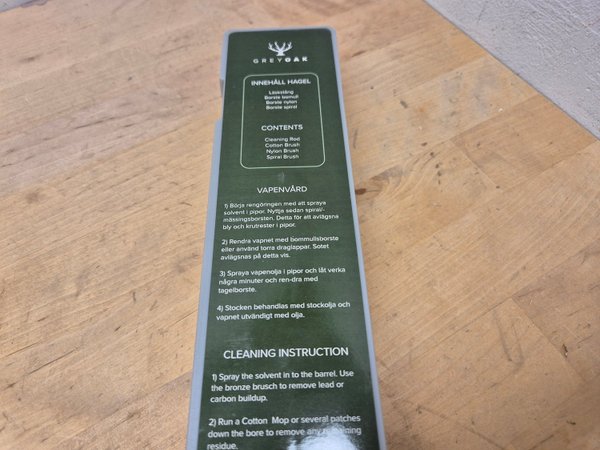 GREYOAK
INNEHÅLL HAGEL
Läskstång
Borste bomull
Borste nylon
Borste spiral
CONTENTS
Cleaning Rod
Cotton Brush
Nylon Brush
Spiral Brush
VAPENVÅRD
1) Börja rengöringen med att spraya
solvent i pipor. Nyttja sedan spiral/-
mässingborsten. Detta för att avlägsna
bly och krutrester i pipor.
2) Rendra vapnet med bommullsborste
eller använd torra draglappar. Sotet
avlägsnas på detta vis.
3) Spraya vapenolja i pipor och låt verka
några minuter och ren-dra med
tagelborste.
4) Stocken behandlas med stockolja och
vapnet utvändigt med olja.
CLEANING INSTRUCTION
1) Spray the solvent in to the barrel. Use
the bronze brusch to remove lead or
carbon buildup.
2) Run a Cotton Mop or several patches
down the bore to remove any remaining
residue.